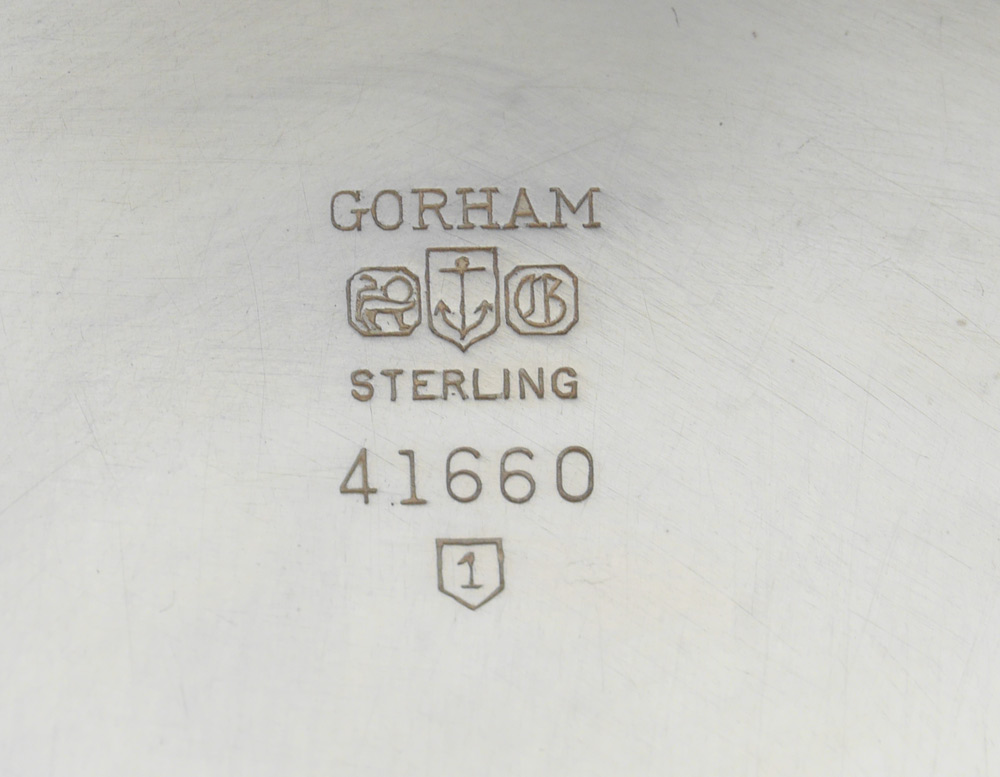 GORHAM
G
STERLING
41660
1